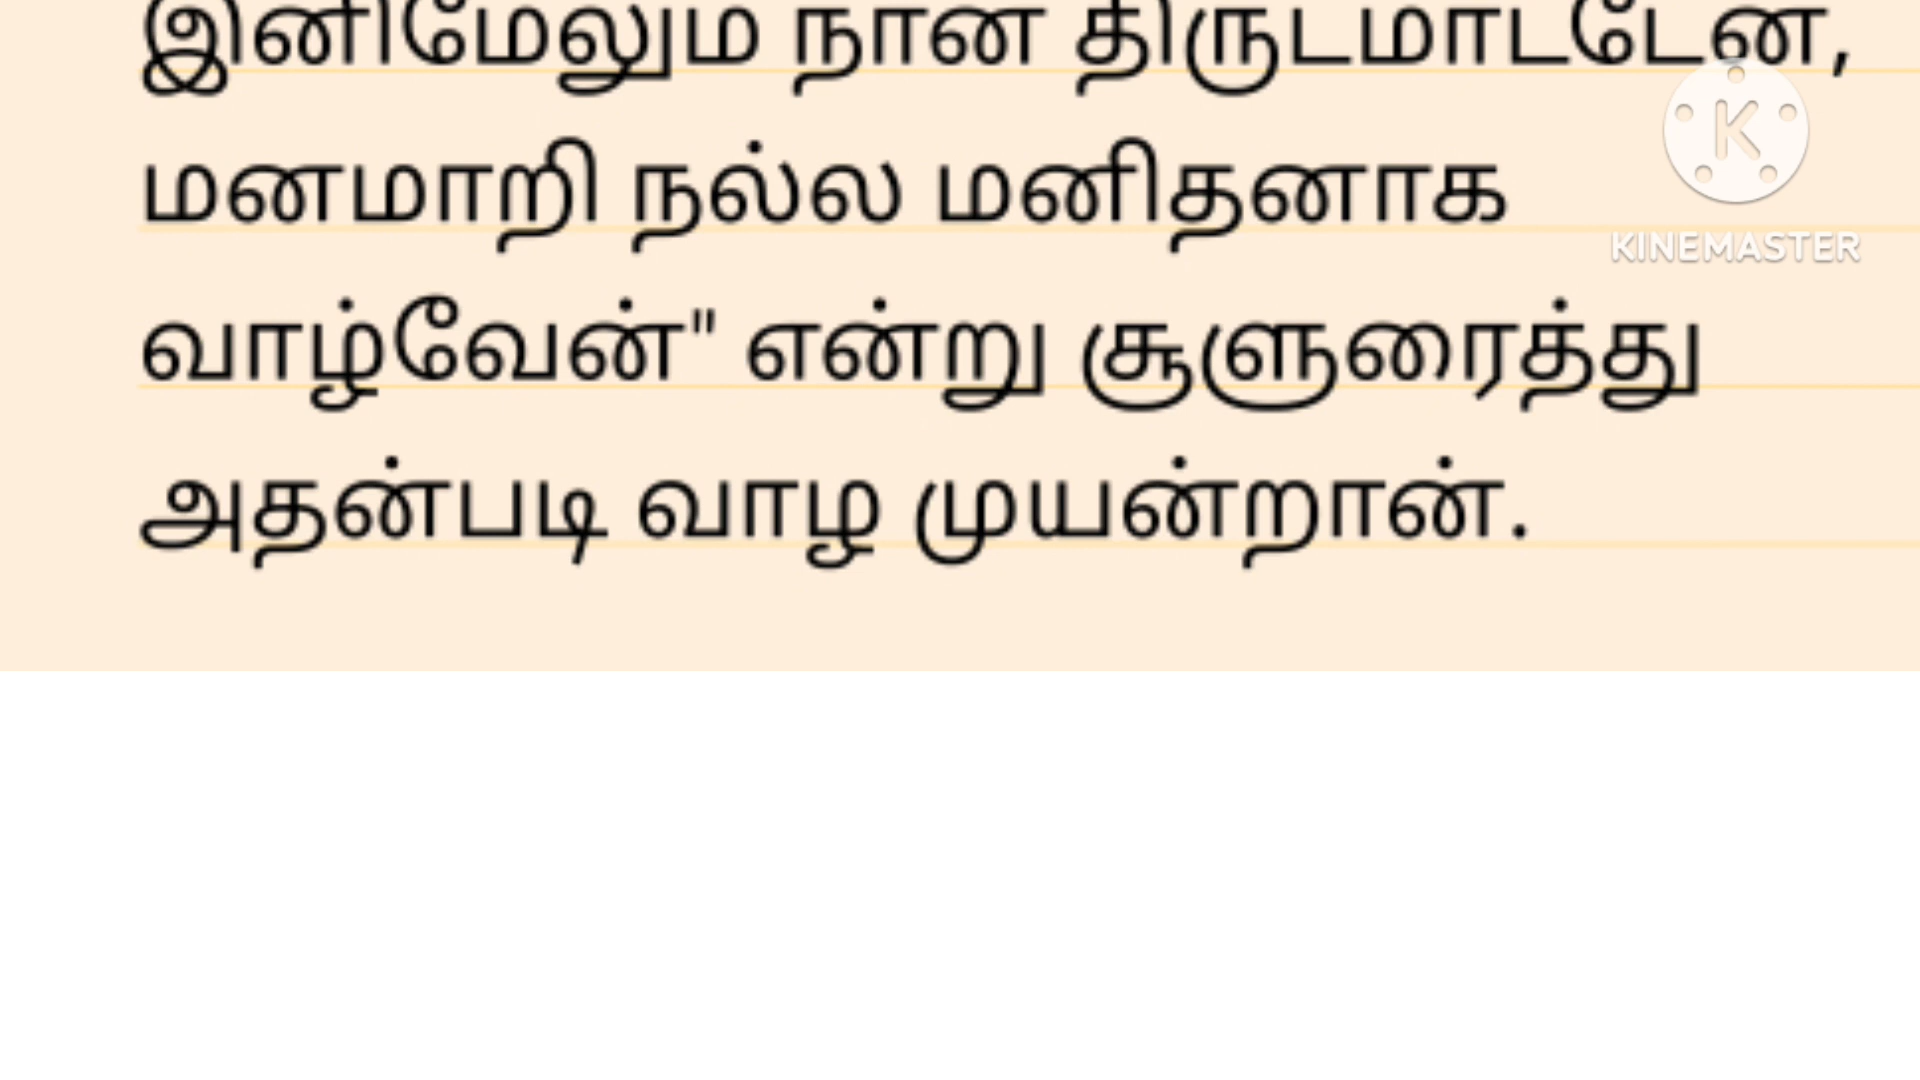 இனிமேலும் நான் திருடமாட்டேன்,
மனமாறி நல்ல மனிதனாக
வாழ்வேன்" என்று சூளுரைத்து
அதன்படி வாழ முயன்றான்.
K
KINEMASTER